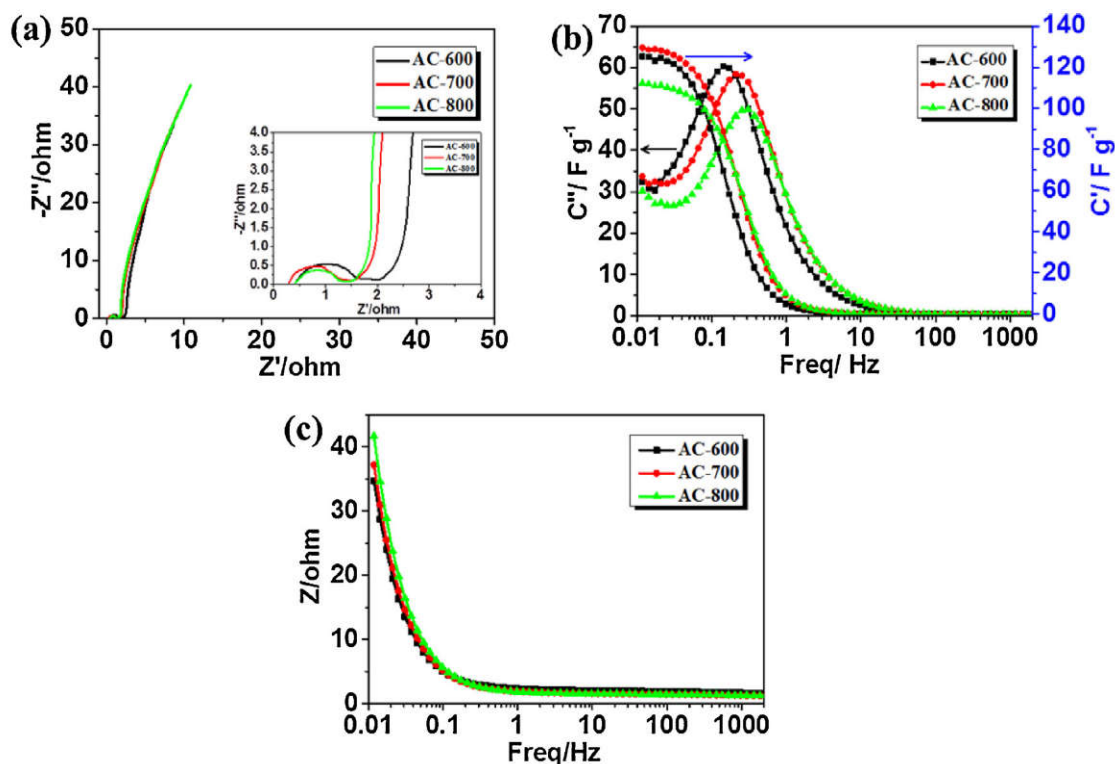 (a)
50
40
30
20
10
0
-Z''/ohm
0 10 20 30 40 50
Z'/ohm
AC-600
AC-700
AC-800
4.0
3.5
3.0
2.5
2.0
1.5
1.0
0.5
0.0
-Z''/ohm
0 1 2 3 4
Z'/ohm
AC-600
AC-700
AC-800
(b)
70
60
50
40
30
20
10
0
C''/ F g-1
0.01 0.1 1 10 100 1000
Freq/ Hz
140
120
100
80
60
40
20
0
C'/ F g-1
AC-600
AC-700
AC-800
(c)
40
30
20
10
0
Z/ohm
0.01 0.1 1 10 100 1000
Freq/Hz
AC-600
AC-700
AC-800